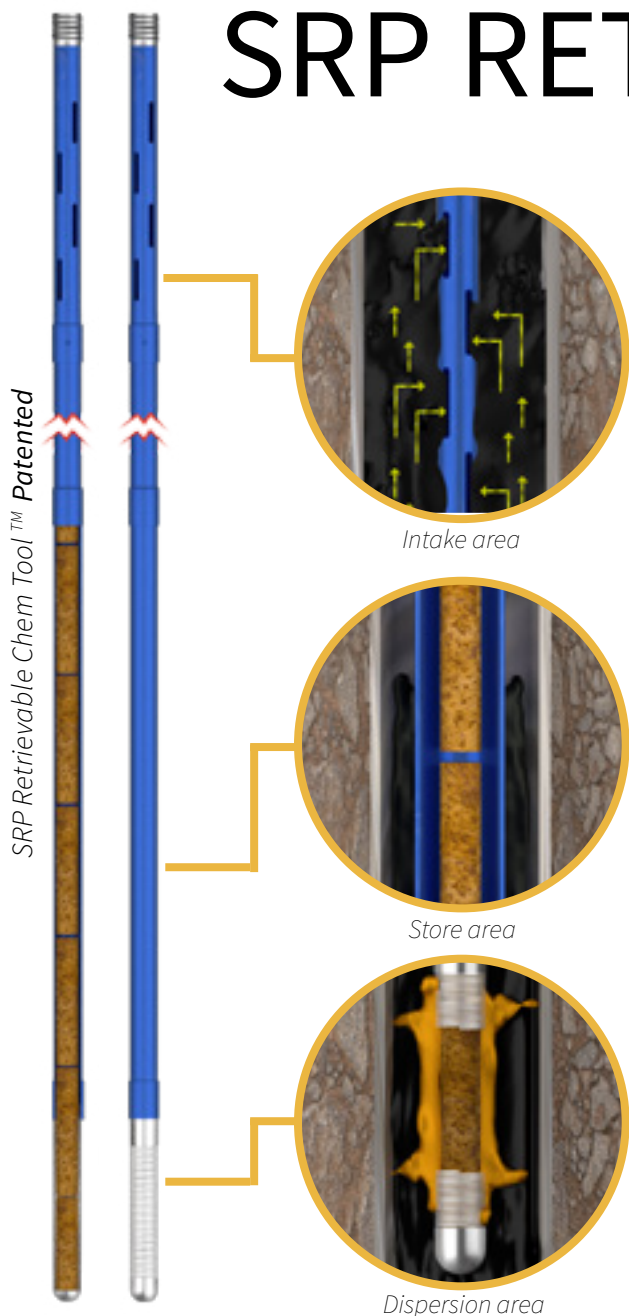 SRP RET
SRP Retrievable Chem Tool™ Patented
Intake area
Store area
Dispersion area